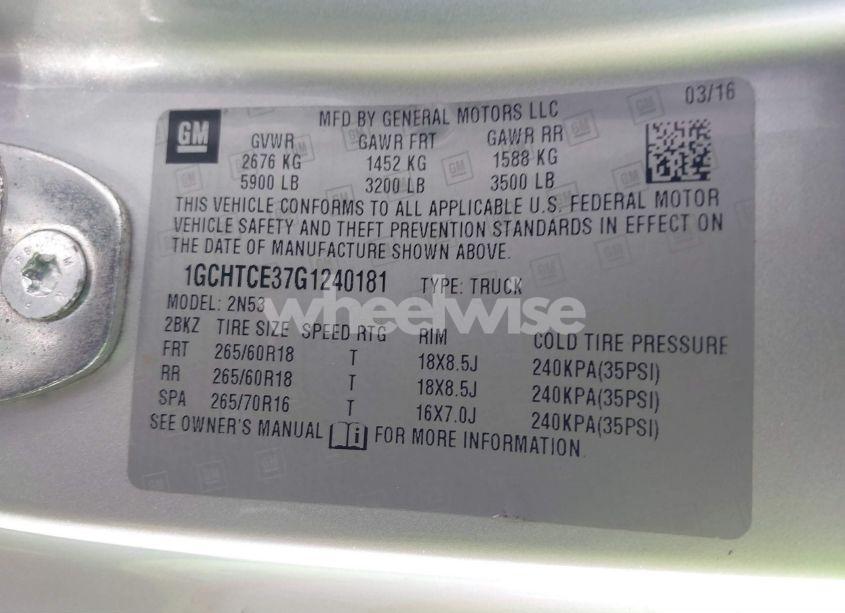 GM
MFD BY GENERAL MOTORS LLC
03/16
GVWR GAWR FRT GAWR RR
2676 KG 1452 KG 1588 KG
5900 LB 3200 LB 3500 LB
THIS VEHICLE CONFORMS TO ALL APPLICABLE U.S. FEDERAL MOTOR
VEHICLE SAFETY AND THEFT PREVENTION STANDARDS IN EFFECT ON
THE DATE OF MANUFACTURE SHOWN ABOVE.
1GCHTCE37G1240181 TYPE: TRUCK
MODEL: 2N53
wheelwise
2BKZ TIRE SIZE SPEED RTG RIM COLD TIRE PRESSURE
FRT 265/60R18 T 18X8.5J 240KPA(35PSI)
RR 265/60R18 T 18X8.5J 240KPA(35PSI)
SPA 265/70R16 T 16X7.0J 240KPA(35PSI)
SEE OWNER'S MANUAL i FOR MORE INFORMATION.